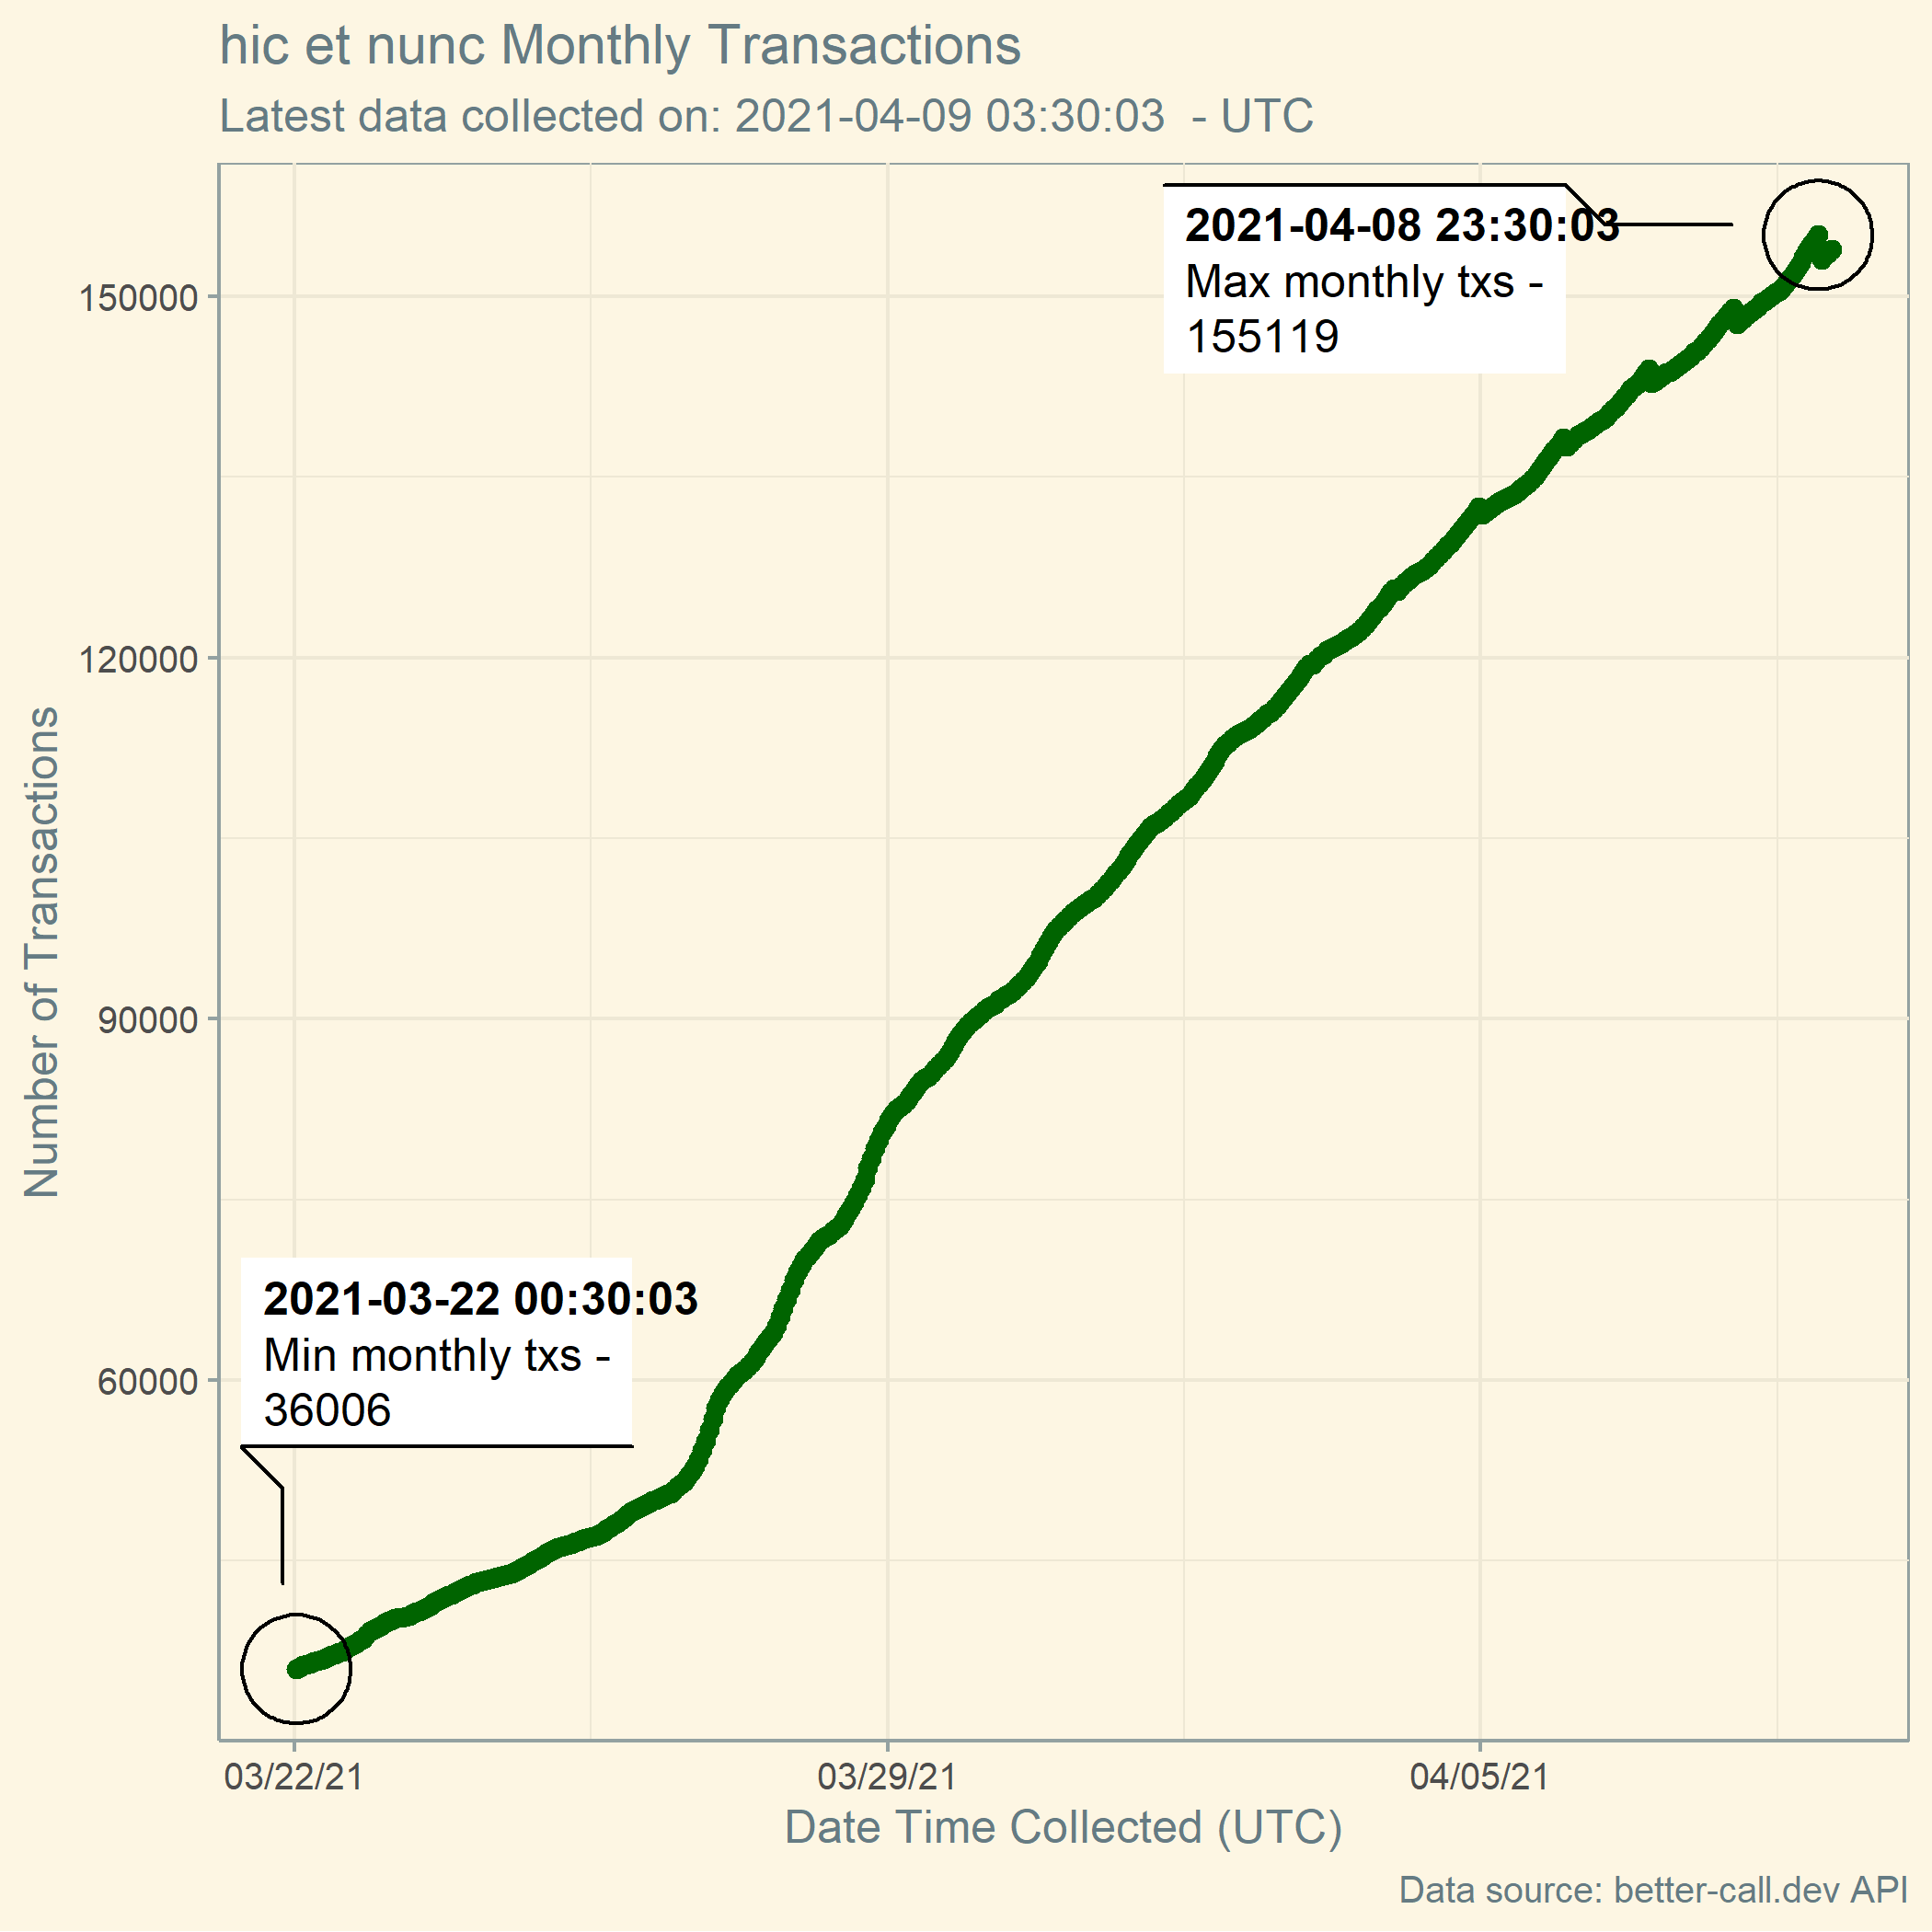 hic et nunc Monthly Transactions
Latest data collected on: 2021-04-09 03:30:03  - UTC
2021-04-08 23:30:03
Max monthly txs -
155119
150000
120000
90000
60000
Number of Transactions
2021-03-22 00:30:03
Min monthly txs -
36006
03/22/21
03/29/21
04/05/21
Date Time Collected (UTC)
Data source: better-call.dev API